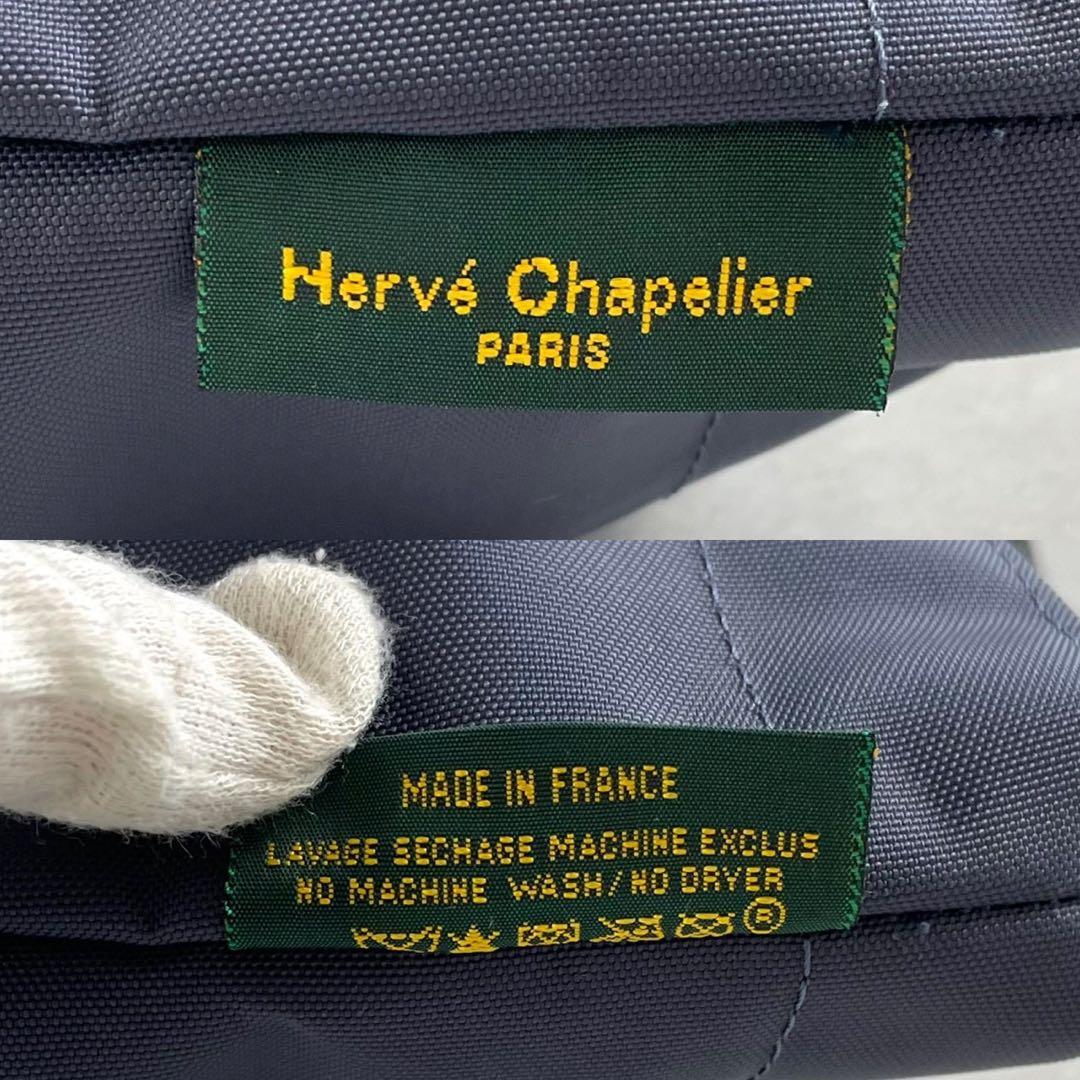 Hervé Chapelier
PARIS
MADE IN FRANCE
LAVAGE SECHAGE MACHINE EXCLUS
NO MACHINE WASH/NO DRYER
®